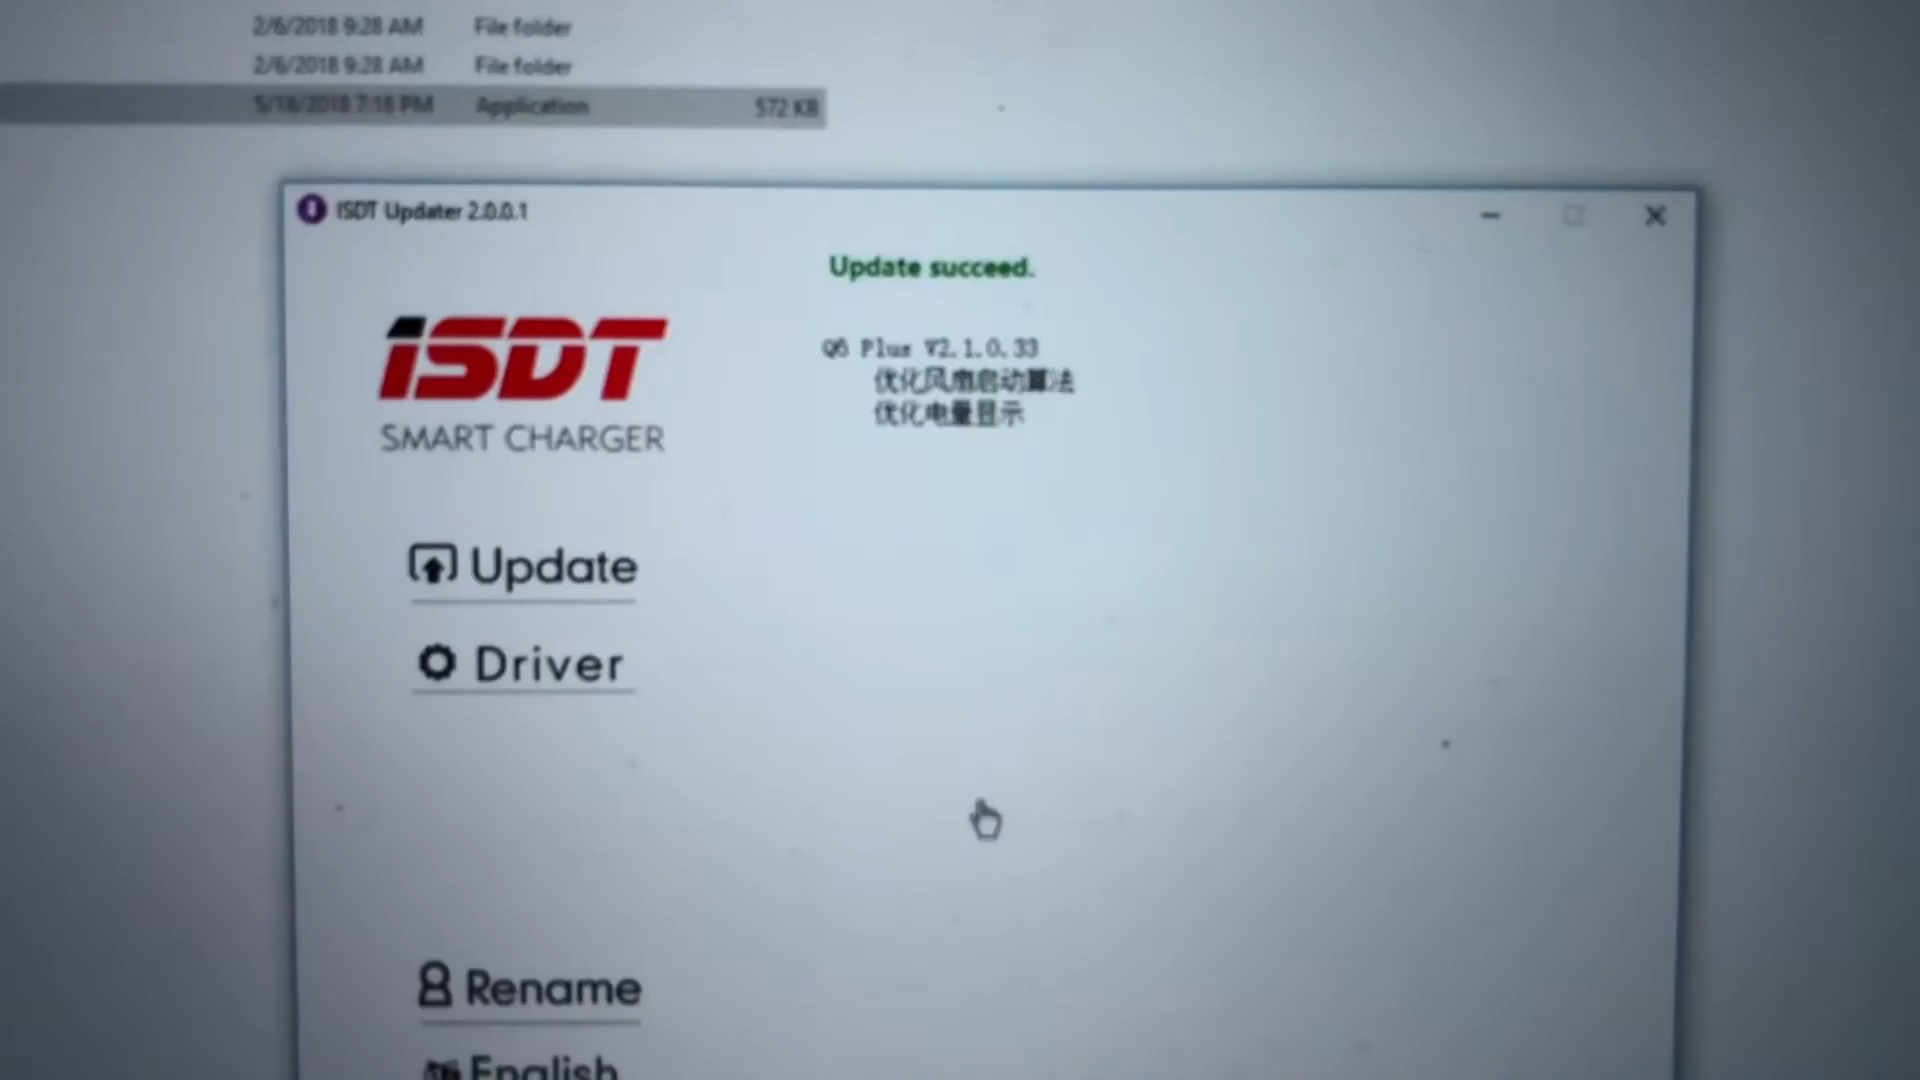 2/6/2018 9:28 AM File folder
2/6/2018 9:28 AM File folder
5/18/2018 7:18 PM Application 572 KB
ISDT Updater 2.0.0.1
Update succeed.
ISDT
SMART CHARGER
Q6 Plus V2.1.0.33
优化风扇启动算法
优化电量显示
Update
Driver
Rename
English